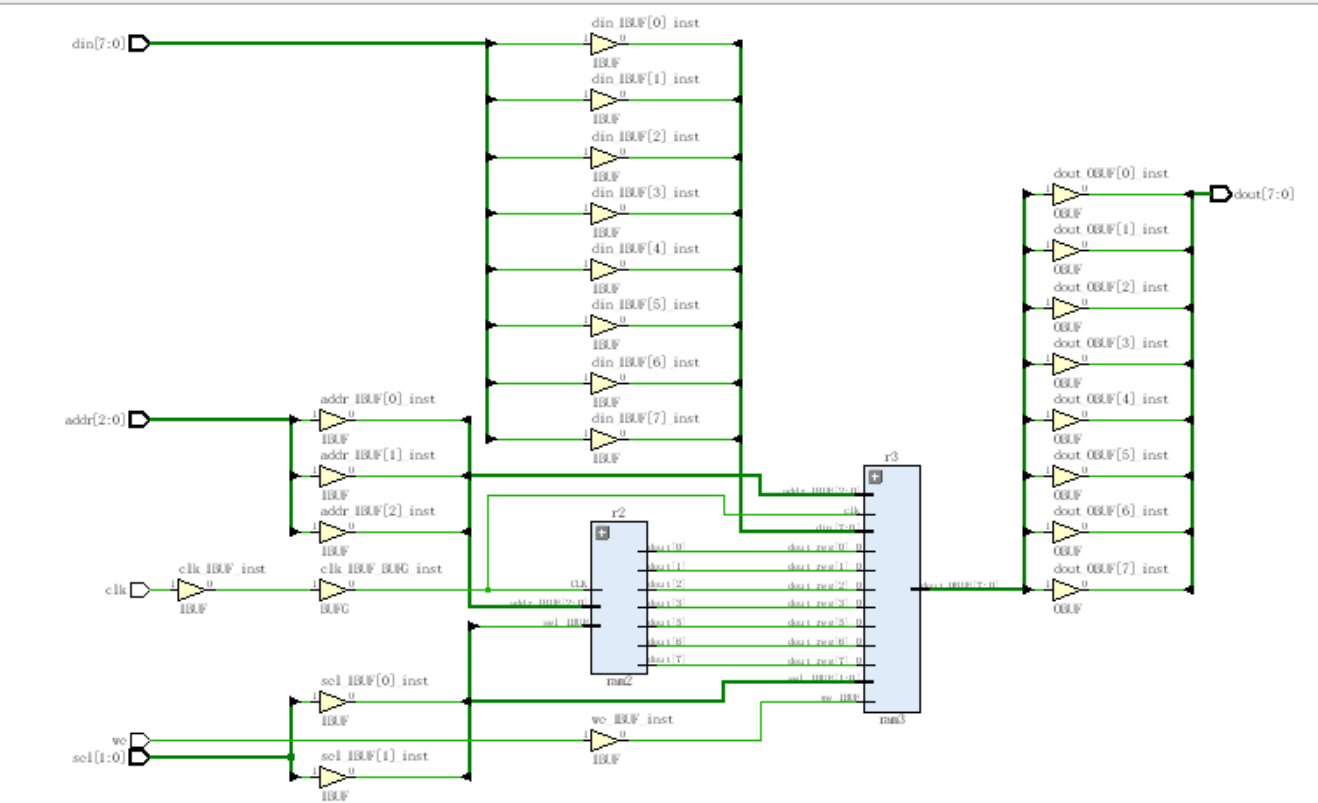 din[7:0]
din_IBUF[0]_inst
I
O
IBUF
din_IBUF[1]_inst
I
O
IBUF
din_IBUF[2]_inst
I
O
IBUF
din_IBUF[3]_inst
I
O
IBUF
din_IBUF[4]_inst
I
O
IBUF
din_IBUF[5]_inst
I
O
IBUF
din_IBUF[6]_inst
I
O
IBUF
din_IBUF[7]_inst
I
O
IBUF
addr[2:0]
addr_IBUF[0]_inst
I
O
IBUF
addr_IBUF[1]_inst
I
O
IBUF
addr_IBUF[2]_inst
I
O
IBUF
clk
clk_IBUF_inst
I
O
IBUF
clk_IBUF_BUFG_inst
I
O
BUFG
sel_IBUF[0]_inst
I
O
IBUF
we
sel[1:0]
sel_IBUF[1]_inst
I
O
IBUF
we_IBUF_inst
I
O
IBUF
r2
CLK
addr_IBUF[2:0]
sel_IBUF
dout[0]
dout[1]
dout[2]
dout[3]
dout[5]
dout[6]
dout[7]
ram2
r3
addr_IBUF[2:0]
clk
din[7:0]
dout_reg[0]_0
dout_reg[1]_0
dout_reg[2]_0
dout_reg[3]_0
dout_reg[5]_0
dout_reg[6]_0
dout_reg[7]_0
sel_IBUF[1:0]
we_IBUF
dout_OBUF[7:0]
ram3
dout_OBUF[0]_inst
I
O
OBUF
dout_OBUF[1]_inst
I
O
OBUF
dout_OBUF[2]_inst
I
O
OBUF
dout_OBUF[3]_inst
I
O
OBUF
dout_OBUF[4]_inst
I
O
OBUF
dout_OBUF[5]_inst
I
O
OBUF
dout_OBUF[6]_inst
I
O
OBUF
dout_OBUF[7]_inst
I
O
OBUF
dout[7:0]